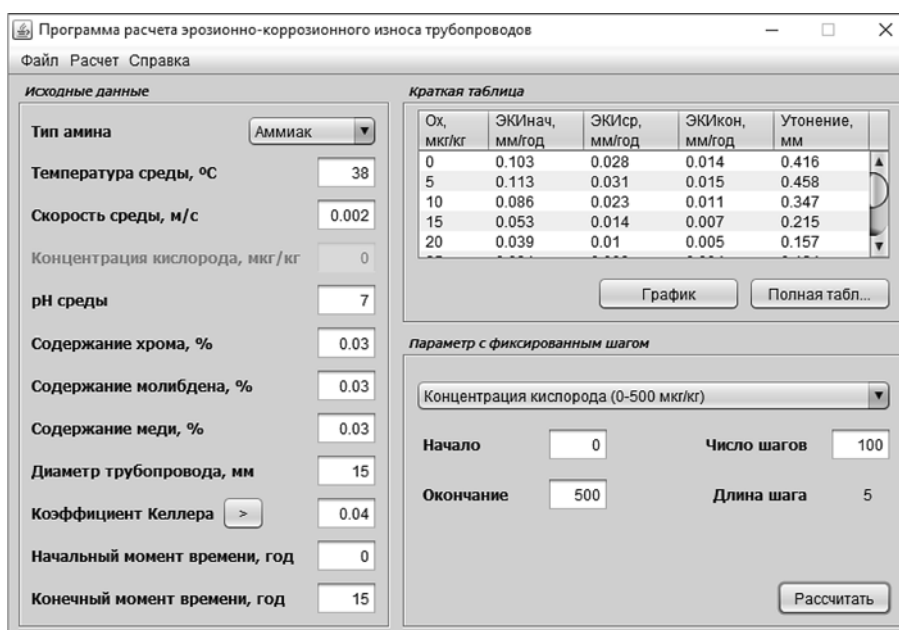 Программа расчета эрозионно-коррозионного износа трубопроводов
Файл Расчет Справка
Исходные данные
Тип амина Аммиак
Температура среды, ºС 38
Скорость среды, м/с 0.002
Концентрация кислорода, мкг/кг 0
pH среды 7
Содержание хрома, % 0.03
Содержание молибдена, % 0.03
Содержание меди, % 0.03
Диаметр трубопровода, мм 15
Коэффициент Келлера > 0.04
Начальный момент времени, год 0
Конечный момент времени, год 15
Краткая таблица
Ox, мкг/кг ЭКИнач, мм/год ЭКИср, мм/год ЭКИкон, мм/год Утонение, мм
0 0.103 0.028 0.014 0.416
5 0.113 0.031 0.015 0.458
10 0.086 0.023 0.011 0.347
15 0.053 0.014 0.007 0.215
20 0.039 0.01 0.005 0.157
График Полная табл...
Параметр с фиксированным шагом
Концентрация кислорода (0-500 мкг/кг)
Начало 0 Число шагов 100
Окончание 500 Длина шага 5
Рассчитать